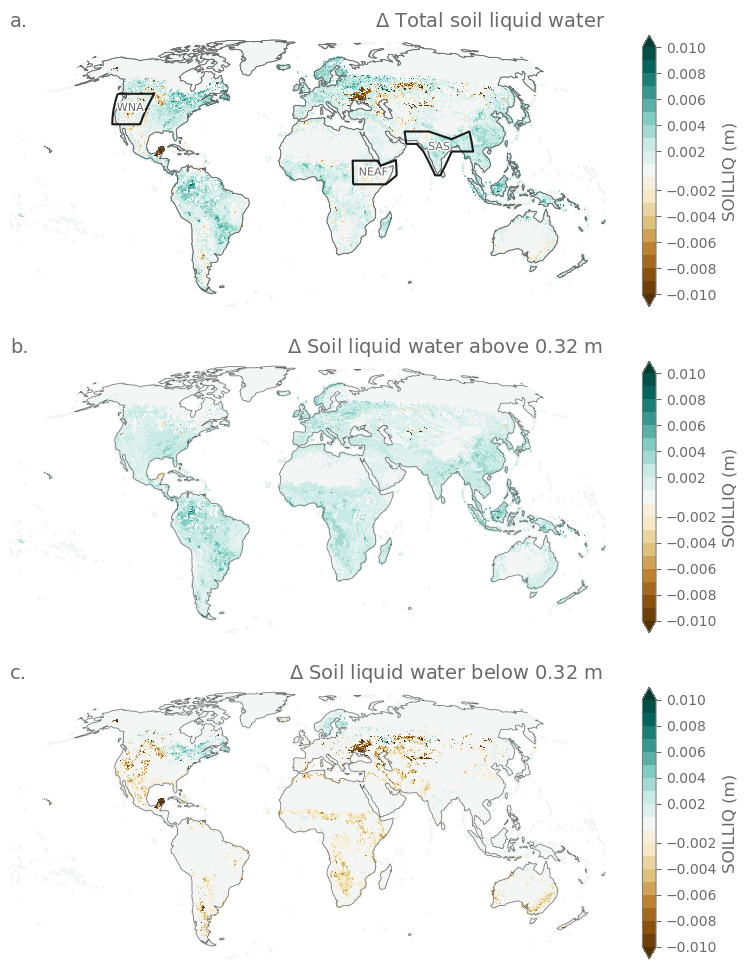 a.
Δ Total soil liquid water
WNA
SAS
NEAF
0.010
0.008
0.006
0.004
0.002
−0.002
−0.004
−0.006
−0.008
−0.010
SOILLIQ (m)
b.
Δ Soil liquid water above 0.32 m
0.010
0.008
0.006
0.004
0.002
−0.002
−0.004
−0.006
−0.008
−0.010
SOILLIQ (m)
c.
Δ Soil liquid water below 0.32 m
0.010
0.008
0.006
0.004
0.002
−0.002
−0.004
−0.006
−0.008
−0.010
SOILLIQ (m)